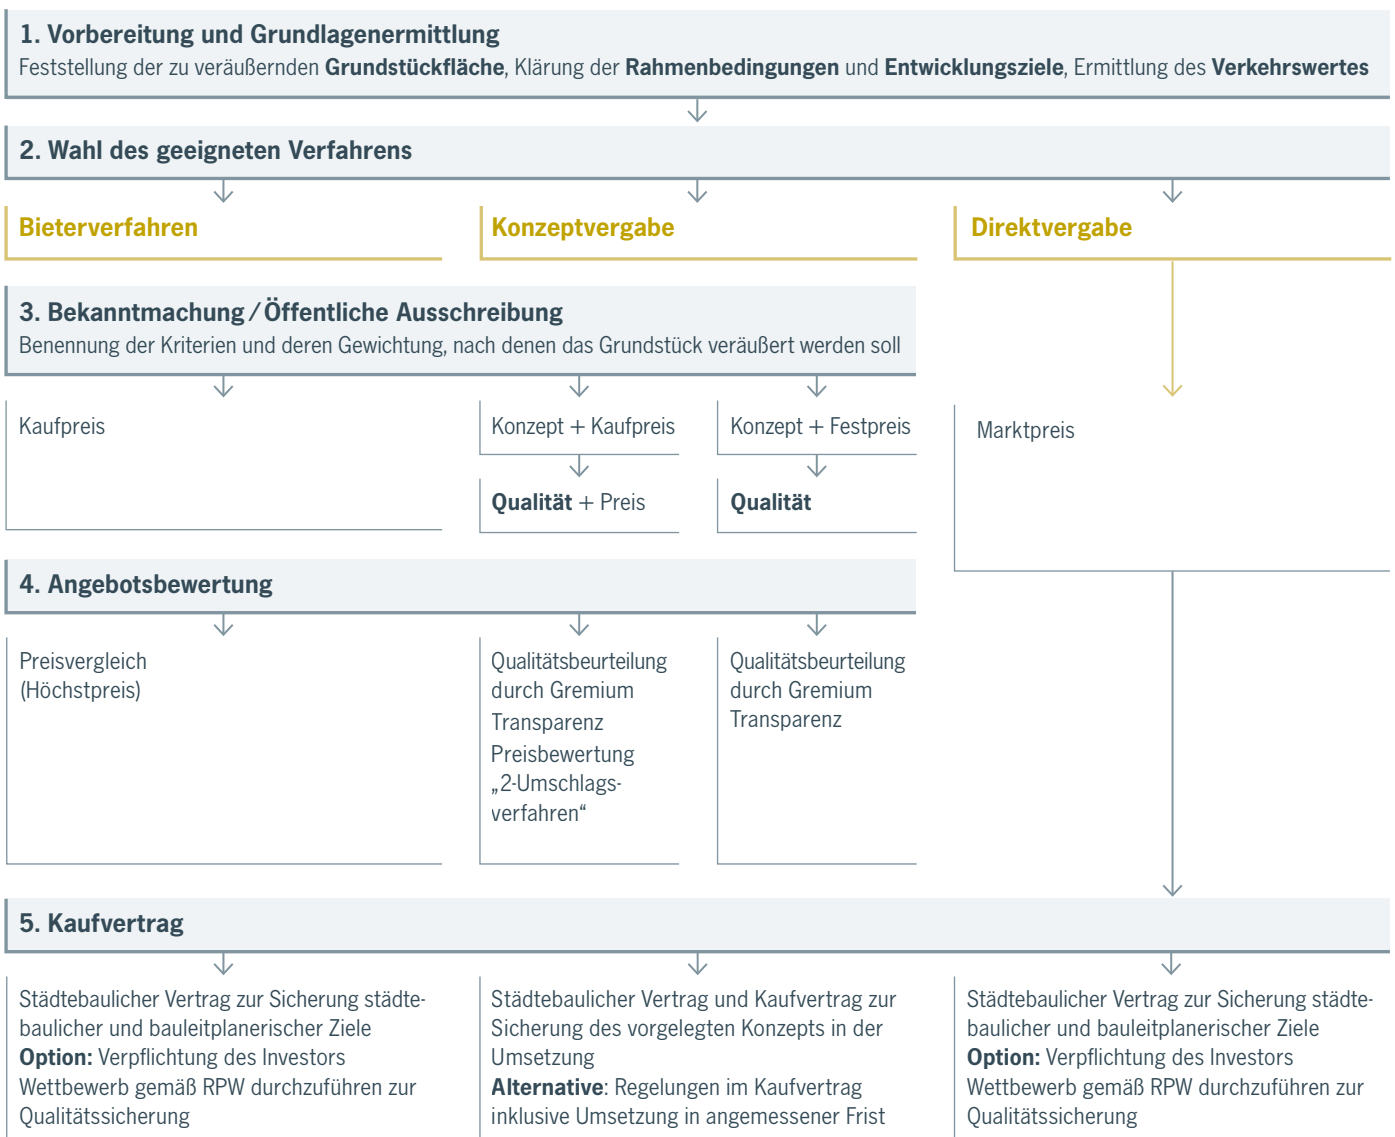 1. Vorbereitung und Grundlagenermittlung
Feststellung der zu veräußernden Grundstückfläche, Klärung der Rahmenbedingungen und Entwicklungsziele, Ermittlung des Verkehrswertes
2. Wahl des geeigneten Verfahrens
Bieterverfahren
Konzeptvergabe
Direktvergabe
3. Bekanntmachung / Öffentliche Ausschreibung
Benennung der Kriterien und deren Gewichtung, nach denen das Grundstück veräußert werden soll
Kaufpreis
Konzept + Kaufpreis
Qualität + Preis
Konzept + Festpreis
Qualität
Marktpreis
4. Angebotsbewertung
Preisvergleich
(Höchstpreis)
Qualitätsbeurteilung
durch Gremium
Transparenz
Preisbewertung
„2-Umschlags-
verfahren“
Qualitätsbeurteilung
durch Gremium
Transparenz
5. Kaufvertrag
Städtebaulicher Vertrag zur Sicherung städte-
baulicher und bauleitplanerischer Ziele
Option: Verpflichtung des Investors
Wettbewerb gemäß RPW durchzuführen zur
Qualitätssicherung
Städtebaulicher Vertrag und Kaufvertrag zur
Sicherung des vorgelegten Konzepts in der
Umsetzung
Alternative: Regelungen im Kaufvertrag
inklusive Umsetzung in angemessener Frist
Städtebaulicher Vertrag zur Sicherung städte-
baulicher und bauleitplanerischer Ziele
Option: Verpflichtung des Investors
Wettbewerb gemäß RPW durchzuführen zur
Qualitätssicherung